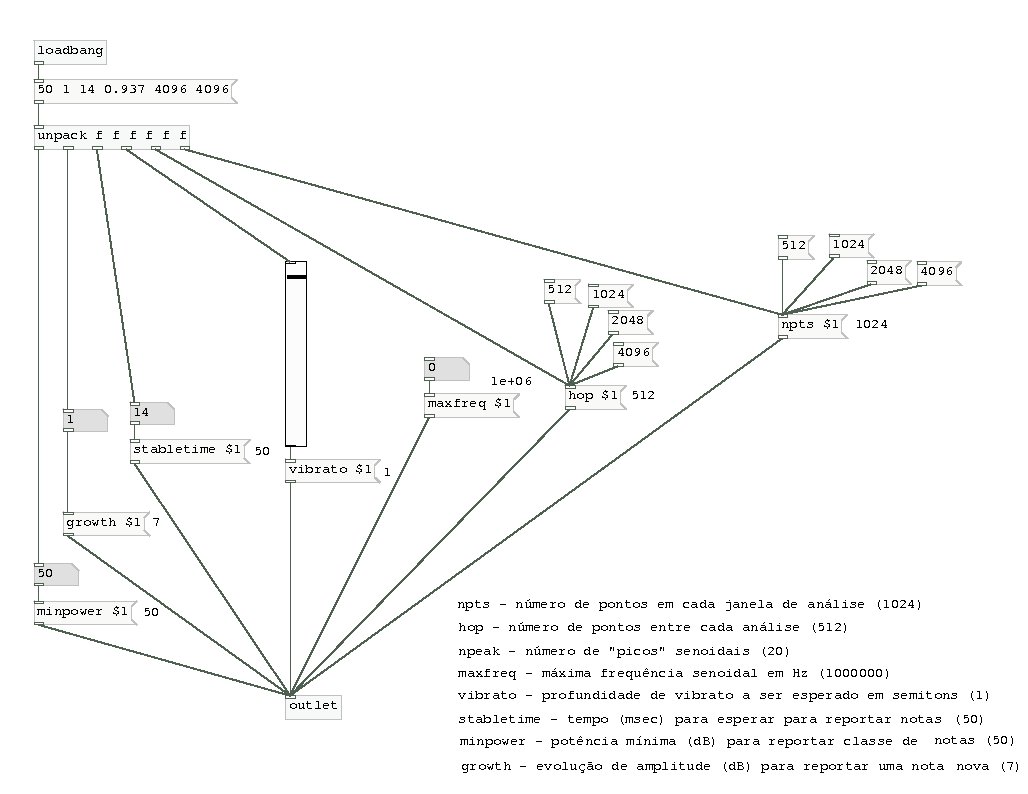 loadbang
50 1 14 0.937 4096 4096
unpack f f f f f f
512
1024
2048
4096
npts $1 1024
512
1024
2048
4096
hop $1 512
0
1e+06
maxfreq $1
1
14
stabletime $1 50
vibrato $1 1
growth $1 7
50
minpower $1 50
outlet
npts - número de pontos em cada janela de análise (1024)
hop - número de pontos entre cada análise (512)
npeak - número de "picos" senoidais (20)
maxfreq - máxima frequência senoidal em Hz (1000000)
vibrato - profundidade de vibrato a ser esperado em semitons (1)
stabletime - tempo (msec) para esperar para reportar notas (50)
minpower - potência mínima (dB) para reportar classe de notas (50)
growth - evolução de amplitude (dB) para reportar uma nota nova (7)